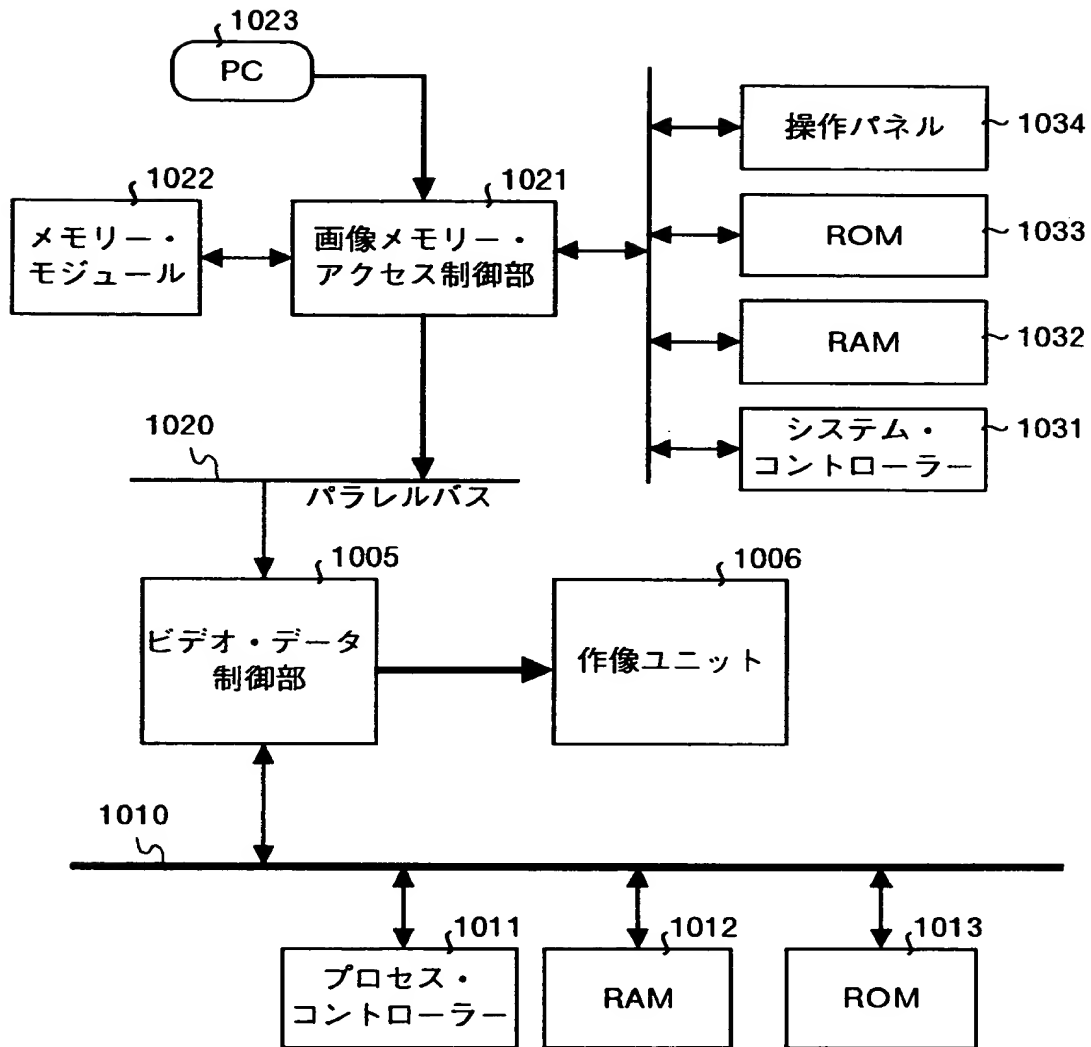 1023
PC
1022
メモリー・
モジュール
1021
画像メモリー・
アクセス制御部
操作パネル
1034
ROM
1033
RAM
1032
システム・
コントローラー
1031
1020
パラレルバス
1005
ビデオ・データ
制御部
1006
作像ユニット
1010
1011
プロセス・
コントローラー
1012
RAM
1013
ROM